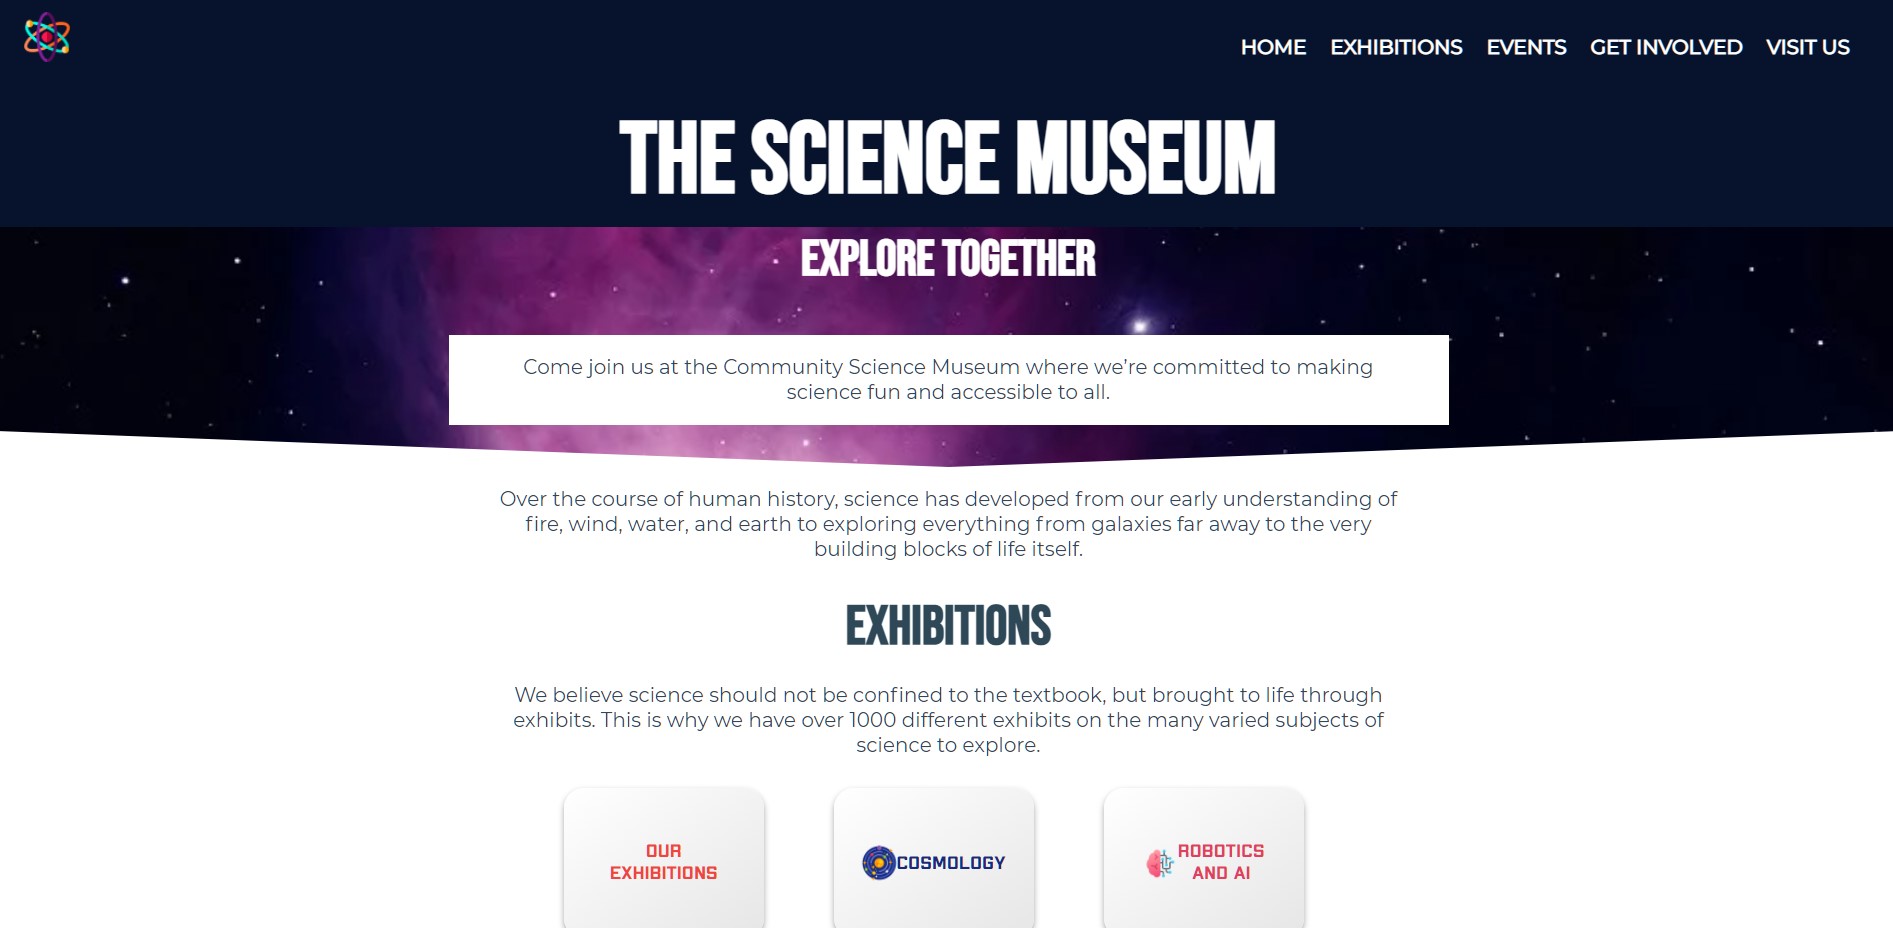 HOME EXHIBITIONS EVENTS GET INVOLVED VISIT US
THE SCIENCE MUSEUM
EXPLORE TOGETHER
Come join us at the Community Science Museum where we’re committed to making
science fun and accessible to all.
Over the course of human history, science has developed from our early understanding of
fire, wind, water, and earth to exploring everything from galaxies far away to the very
building blocks of life itself.
EXHIBITIONS
We believe science should not be confined to the textbook, but brought to life through
exhibits. This is why we have over 1000 different exhibits on the many varied subjects of
science to explore.
OUR
EXHIBITIONS
COSMOLOGY
ROBOTICS
AND AI